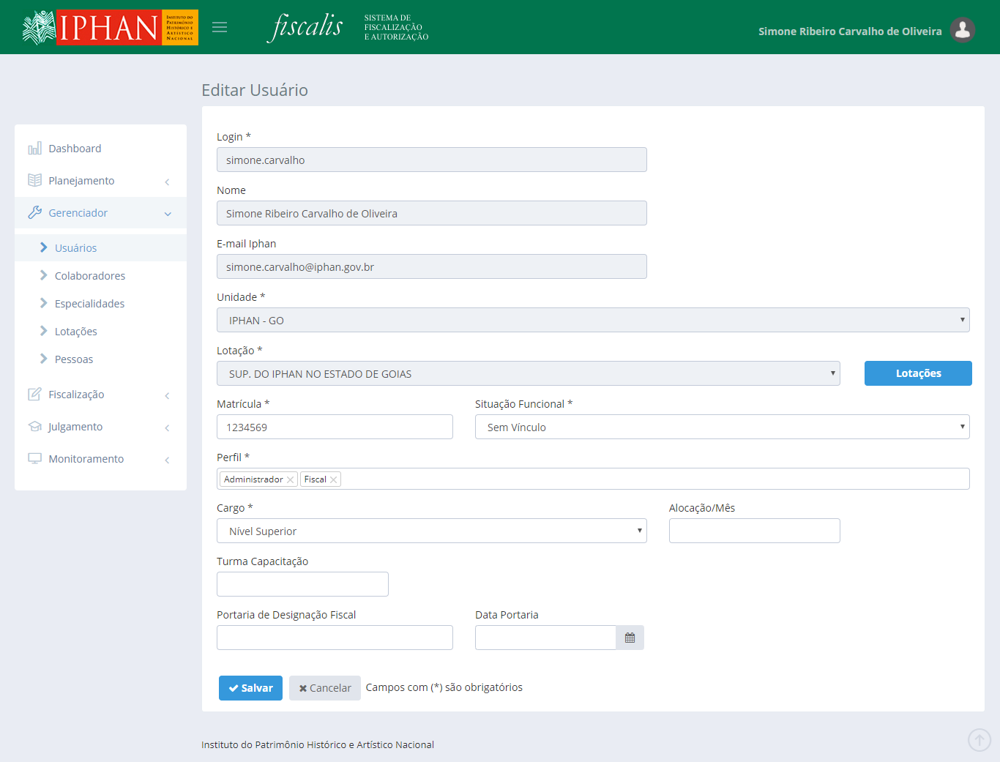 IPHAN
INSTITUTO DO
PATRIMÔNIO
HISTÓRICO E
ARTÍSTICO
NACIONAL
fiscalis
SISTEMA DE
FISCALIZAÇÃO
E AUTORIZAÇÃO
Simone Ribeiro Carvalho de Oliveira
Dashboard
Planejamento
Gerenciador
Usuários
Colaboradores
Especialidades
Lotações
Pessoas
Fiscalização
Julgamento
Monitoramento
Editar Usuário
Login *
simone.carvalho
Nome
Simone Ribeiro Carvalho de Oliveira
E-mail Iphan
simone.carvalho@iphan.gov.br
Unidade *
IPHAN - GO
Lotação *
SUP. DO IPHAN NO ESTADO DE GOIAS
Lotações
Matrícula * Situação Funcional *
1234569 Sem Vínculo
Perfil *
Administrador Fiscal
Cargo * Alocação/Mês
Nível Superior
Turma Capacitação
Portaria de Designação Fiscal Data Portaria
Salvar Cancelar Campos com (*) são obrigatórios
Instituto do Patrimônio Histórico e Artístico Nacional